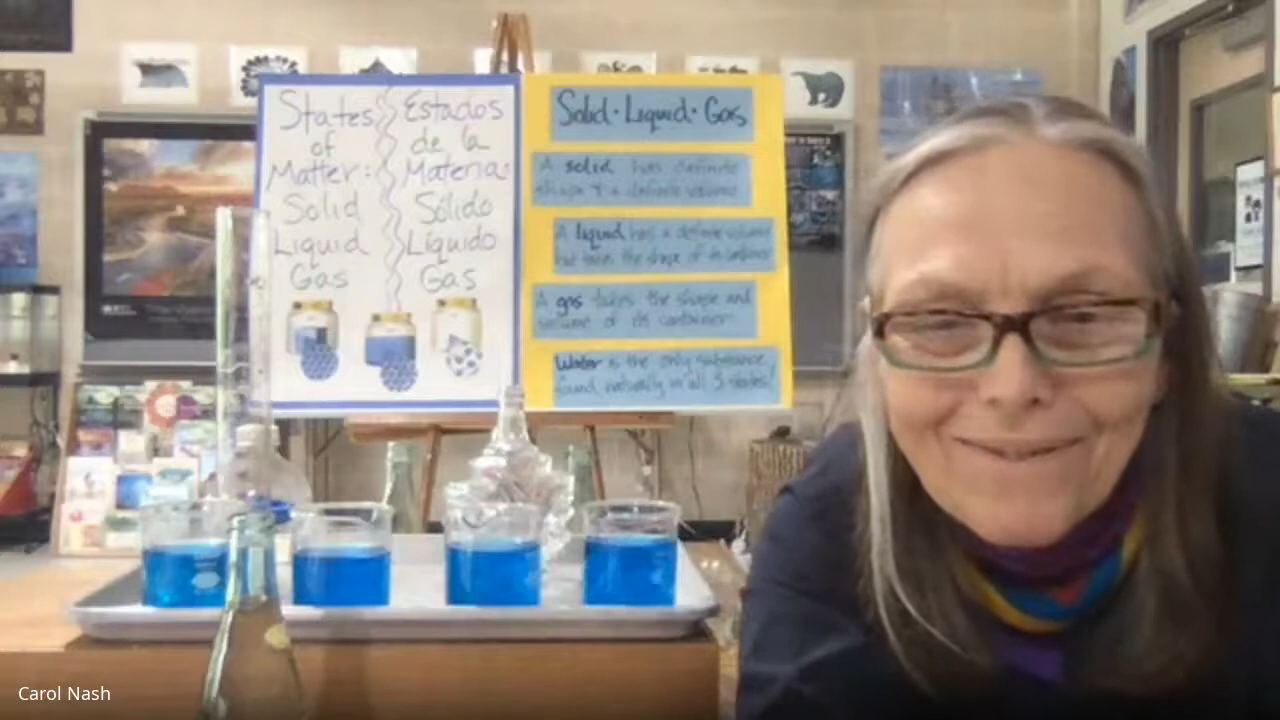 States
of
Matter:
Solid
Liquid
Gas
Estados
de la
Materia:
Sólido
Líquido
Gas
Solid · Liquid · Gas
A solid has definite
shape & a definite volume
A liquid has a definite volume
but takes the shape of its container
A gas takes the shape and
volume of its container
Water is the only substance
found naturally in all 3 states!
Carol Nash